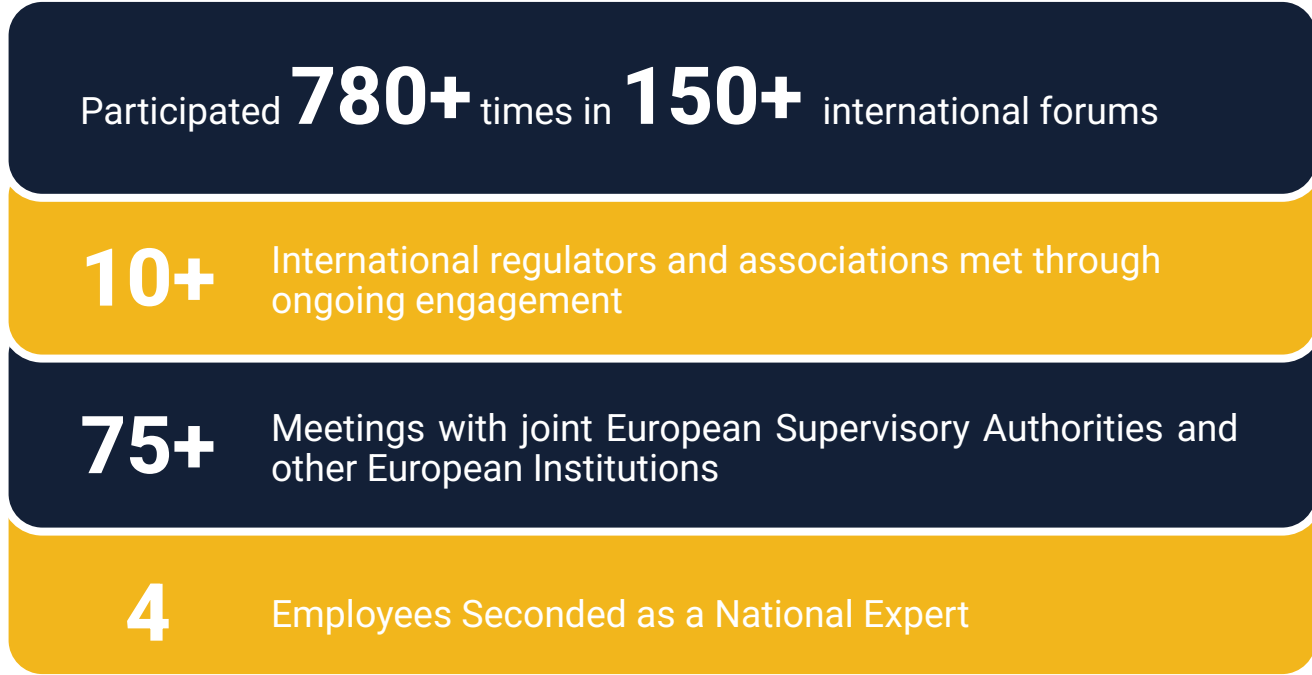 Participated 780+ times in 150+ international forums
10+ International regulators and associations met through
ongoing engagement
75+ Meetings with joint European Supervisory Authorities and
other European Institutions
4 Employees Seconded as a National Expert